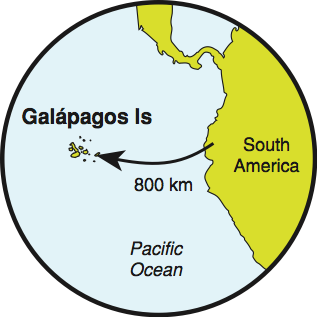 Galápagos Is
South
America
800 km
Pacific
Ocean